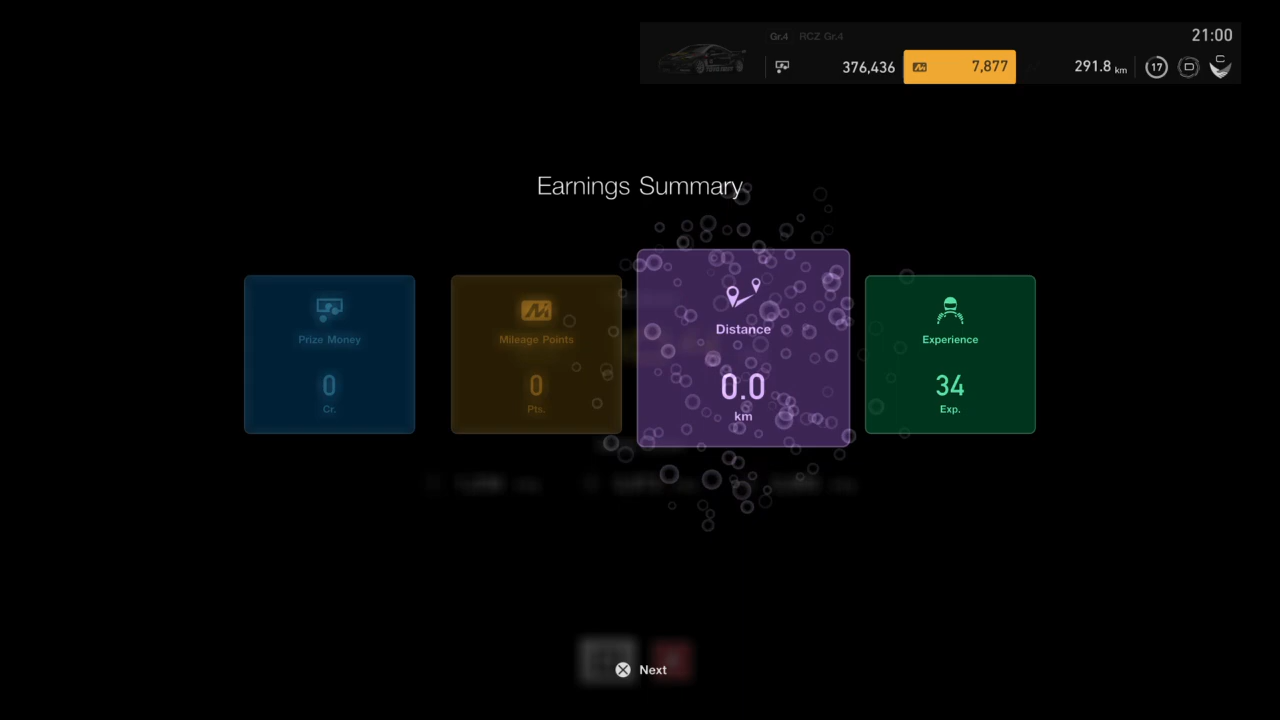 Gr.4 RCZ Gr.4
21:00
376,436
7,877
291.8 km
17
D
C
Earnings Summary
Prize Money
0
Cr.
Mileage Points
0
Pts.
Distance
0.0
km
Experience
34
Exp.
Next